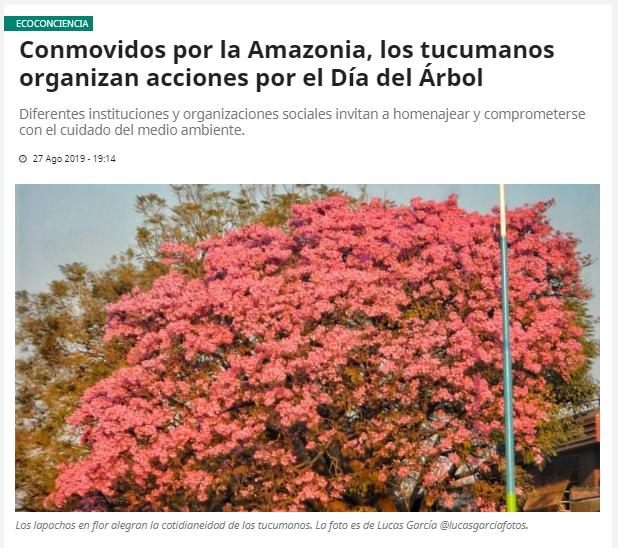 ECOCONCIENCIA
Conmovidos por la Amazonia, los tucumanos
organizan acciones por el Día del Árbol
Diferentes instituciones y organizaciones sociales invitan a homenajear y comprometerse
con el cuidado del medio ambiente.
27 Ago 2019 - 19:14
Los lapachos en flor alegran la cotidianeidad de los tucumanos. La foto es de Lucas García @lucasgarciafotos.